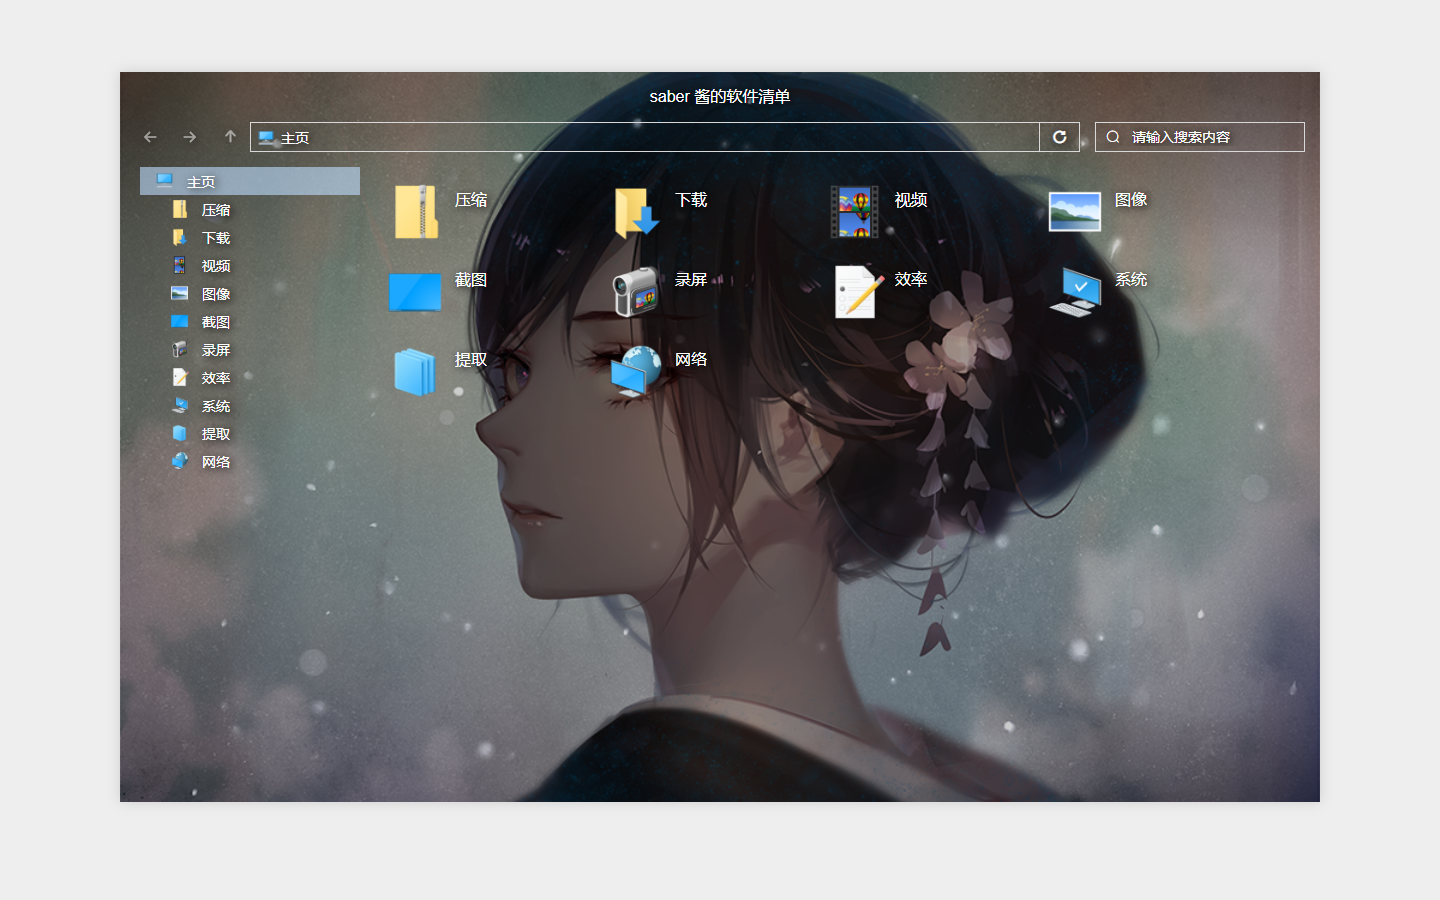 saber 酱的软件清单
主页
请输入搜索内容
主页
压缩
下载
视频
图像
截图
录屏
效率
系统
提取
网络
压缩
下载
视频
图像
截图
录屏
效率
系统
提取
网络